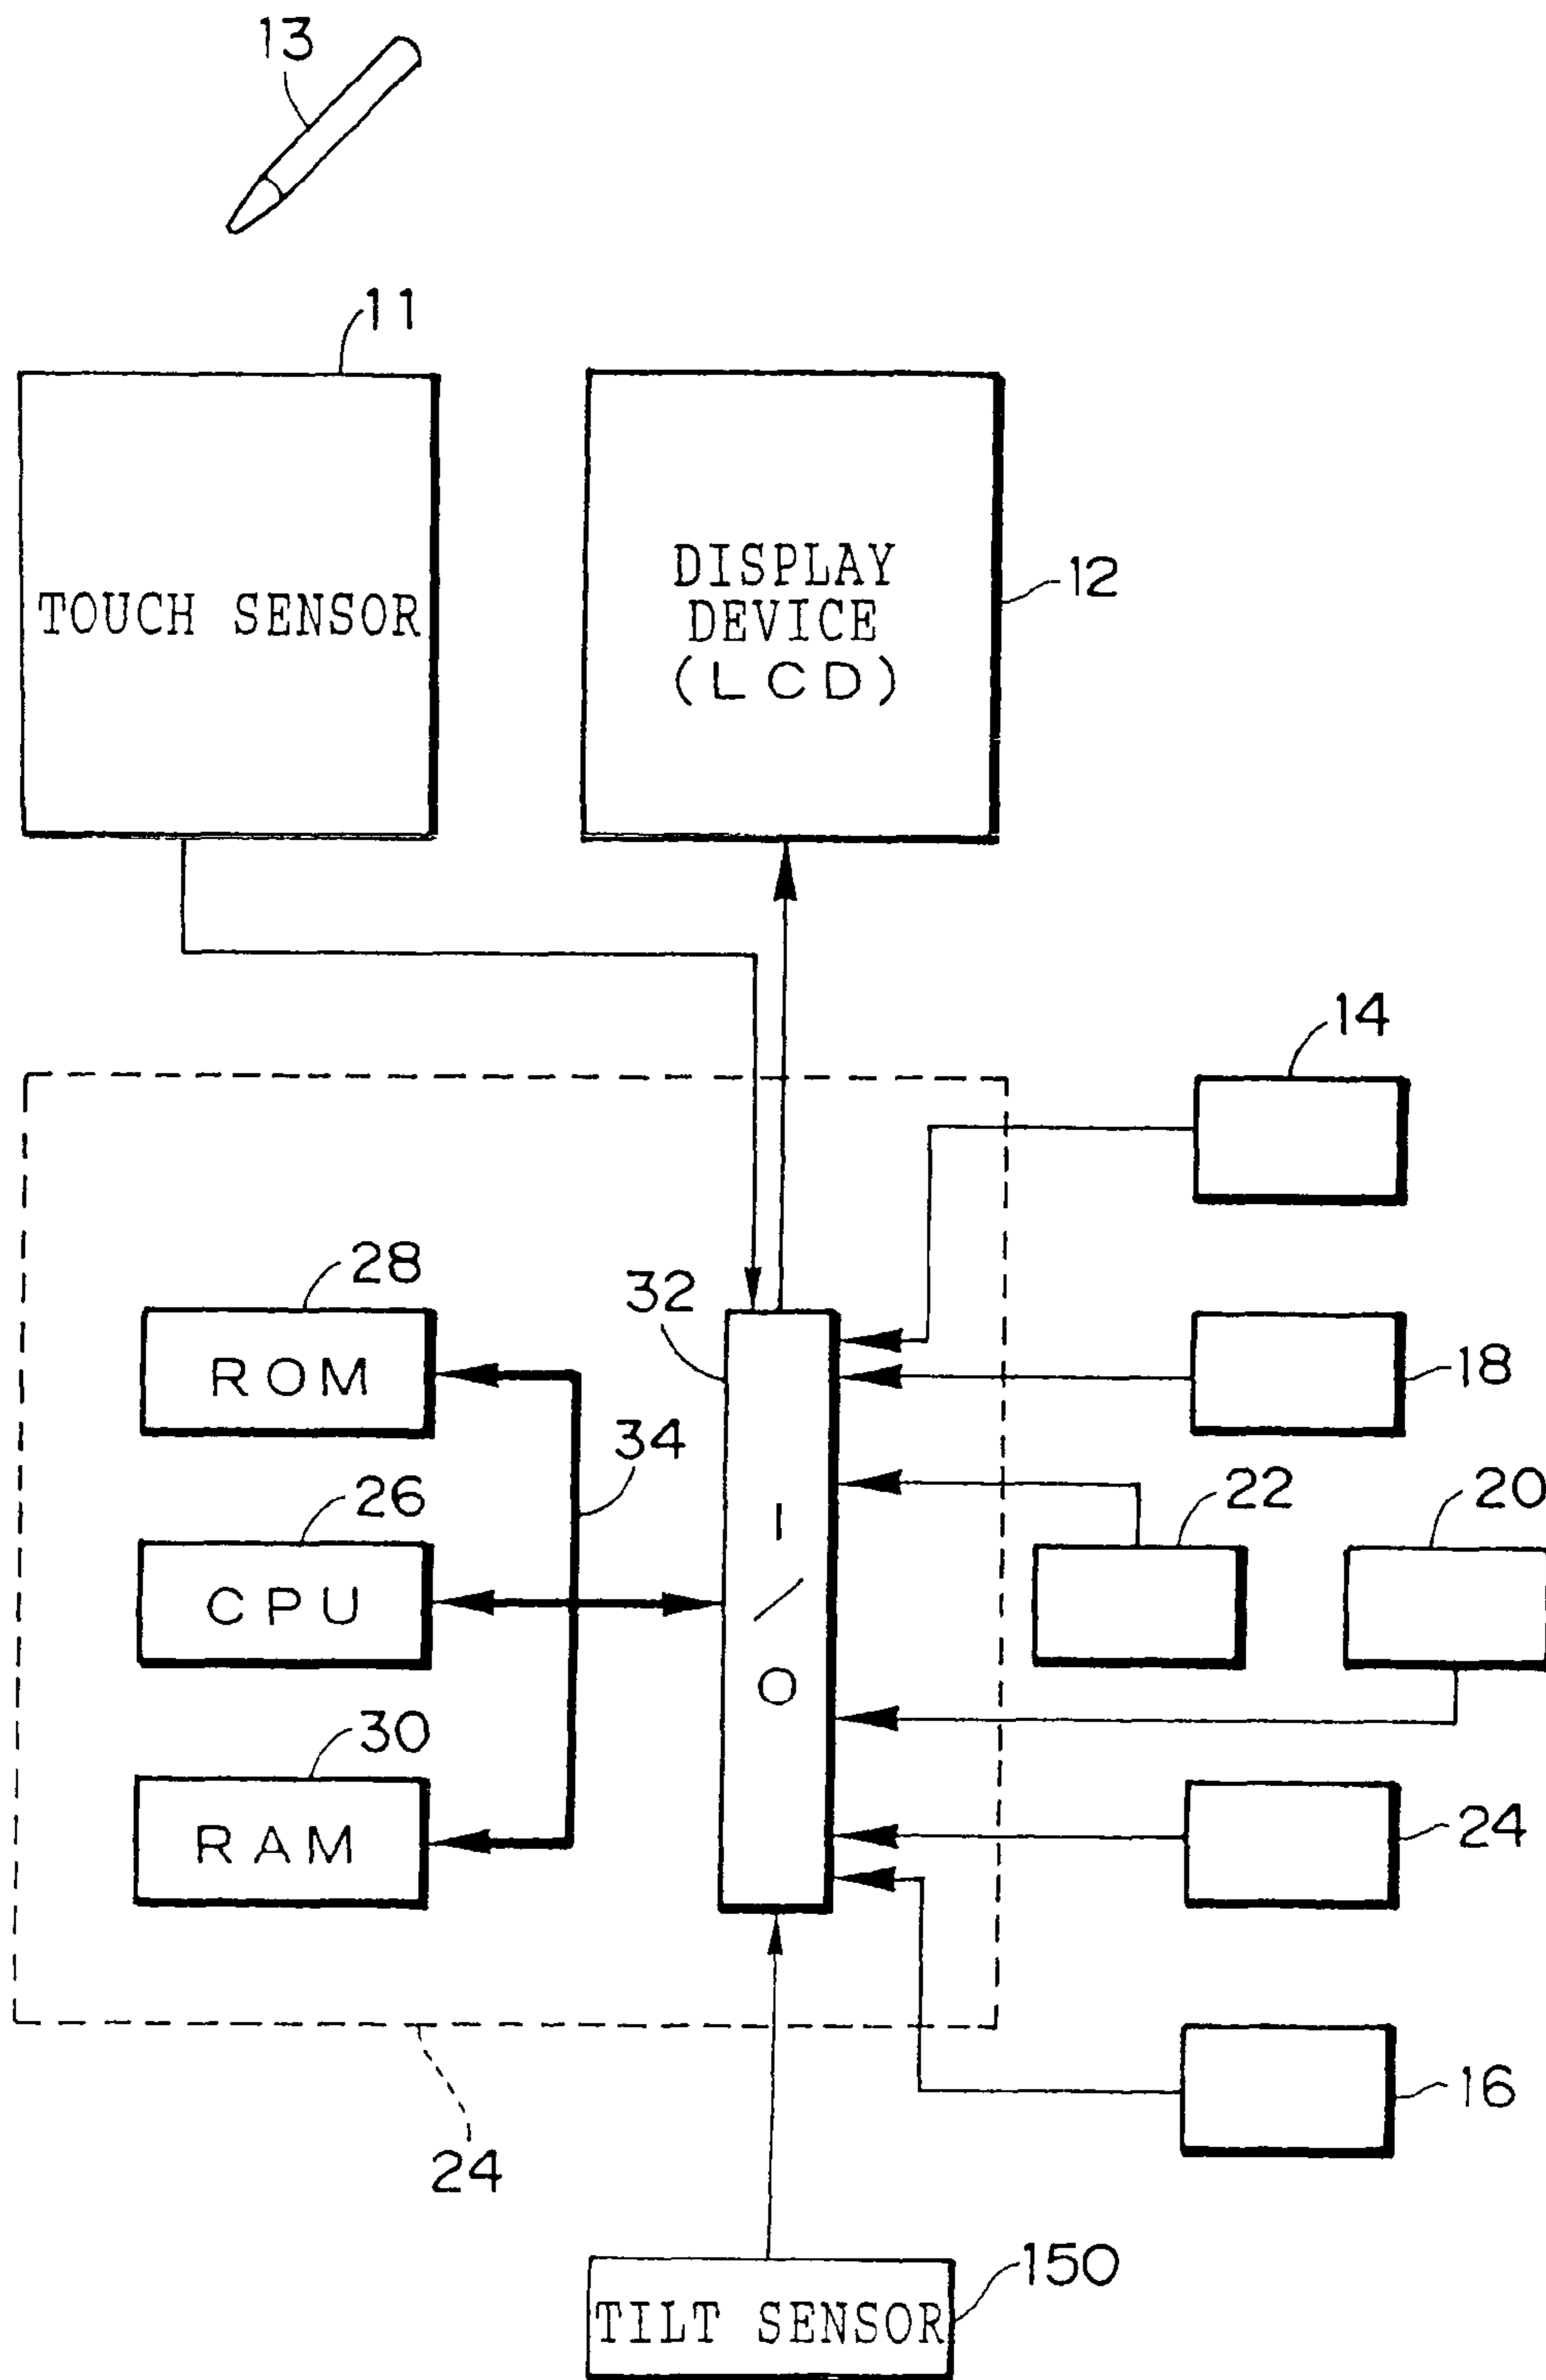 13
11
TOUCH SENSOR
DISPLAY
DEVICE
(LCD)
12
14
28
ROM
32
18
34
26
CPU
I/O
22
20
30
RAM
24
16
24
150
TILT SENSOR